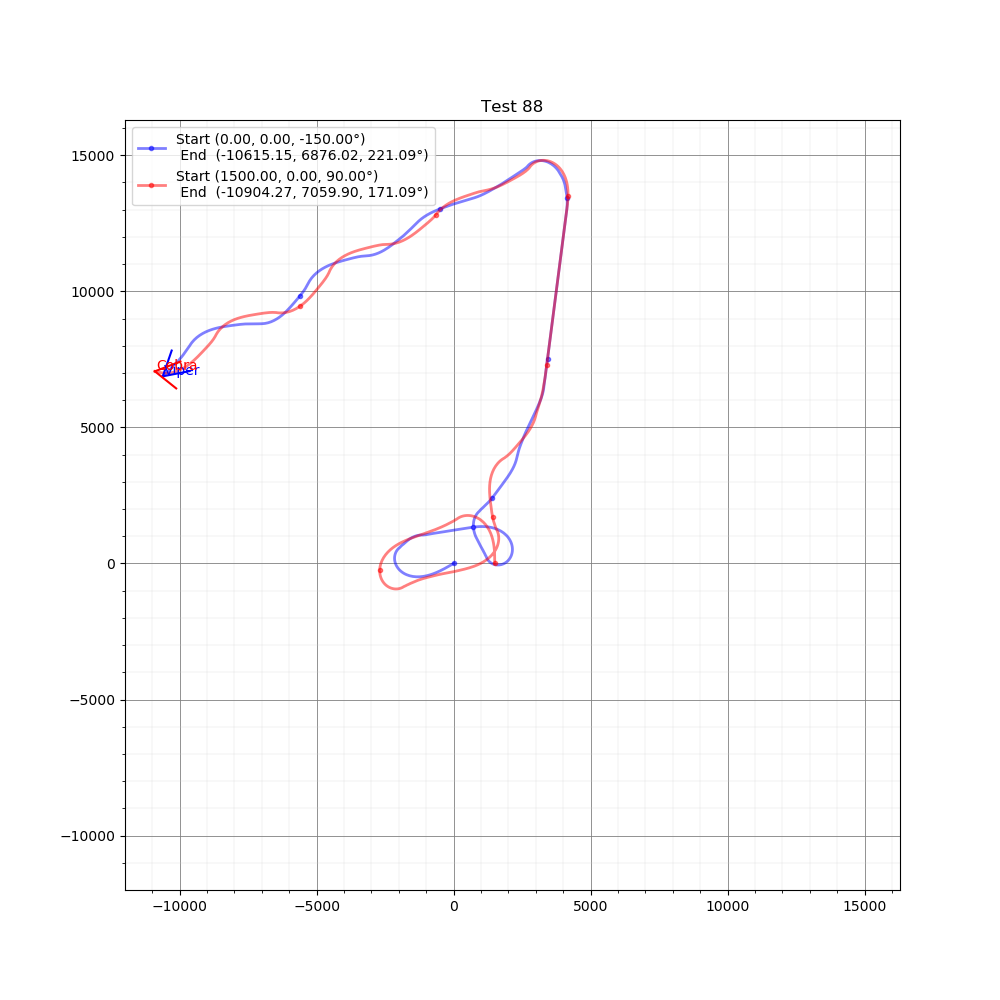 Test 88
Start (0.00, 0.00, -150.00°)
End (-10615.15, 6876.02, 221.09°)
Start (1500.00, 0.00, 90.00°)
End (-10904.27, 7059.90, 171.09°)
15000
10000
5000
0
−5000
−10000
Cobra
Viper
−10000 −5000 0 5000 10000 15000